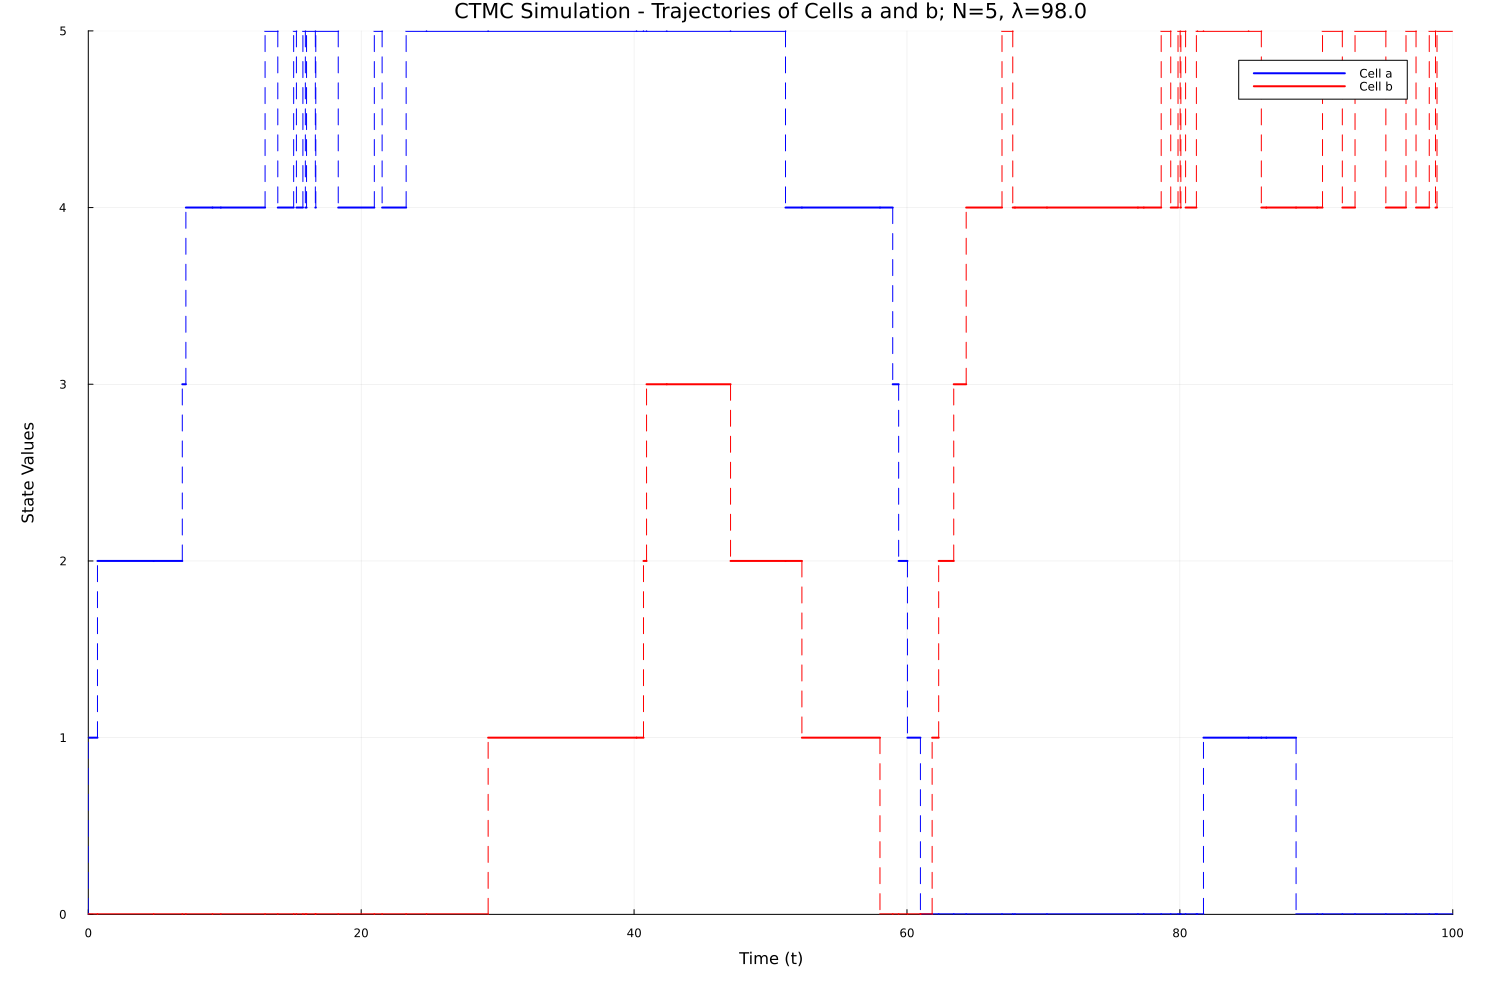 CTMC Simulation - Trajectories of Cells a and b; N=5, λ=98.0
5
Cell a
Cell b
4
3
State Values
2
1
0
0 20 40 60 80 100
Time (t)